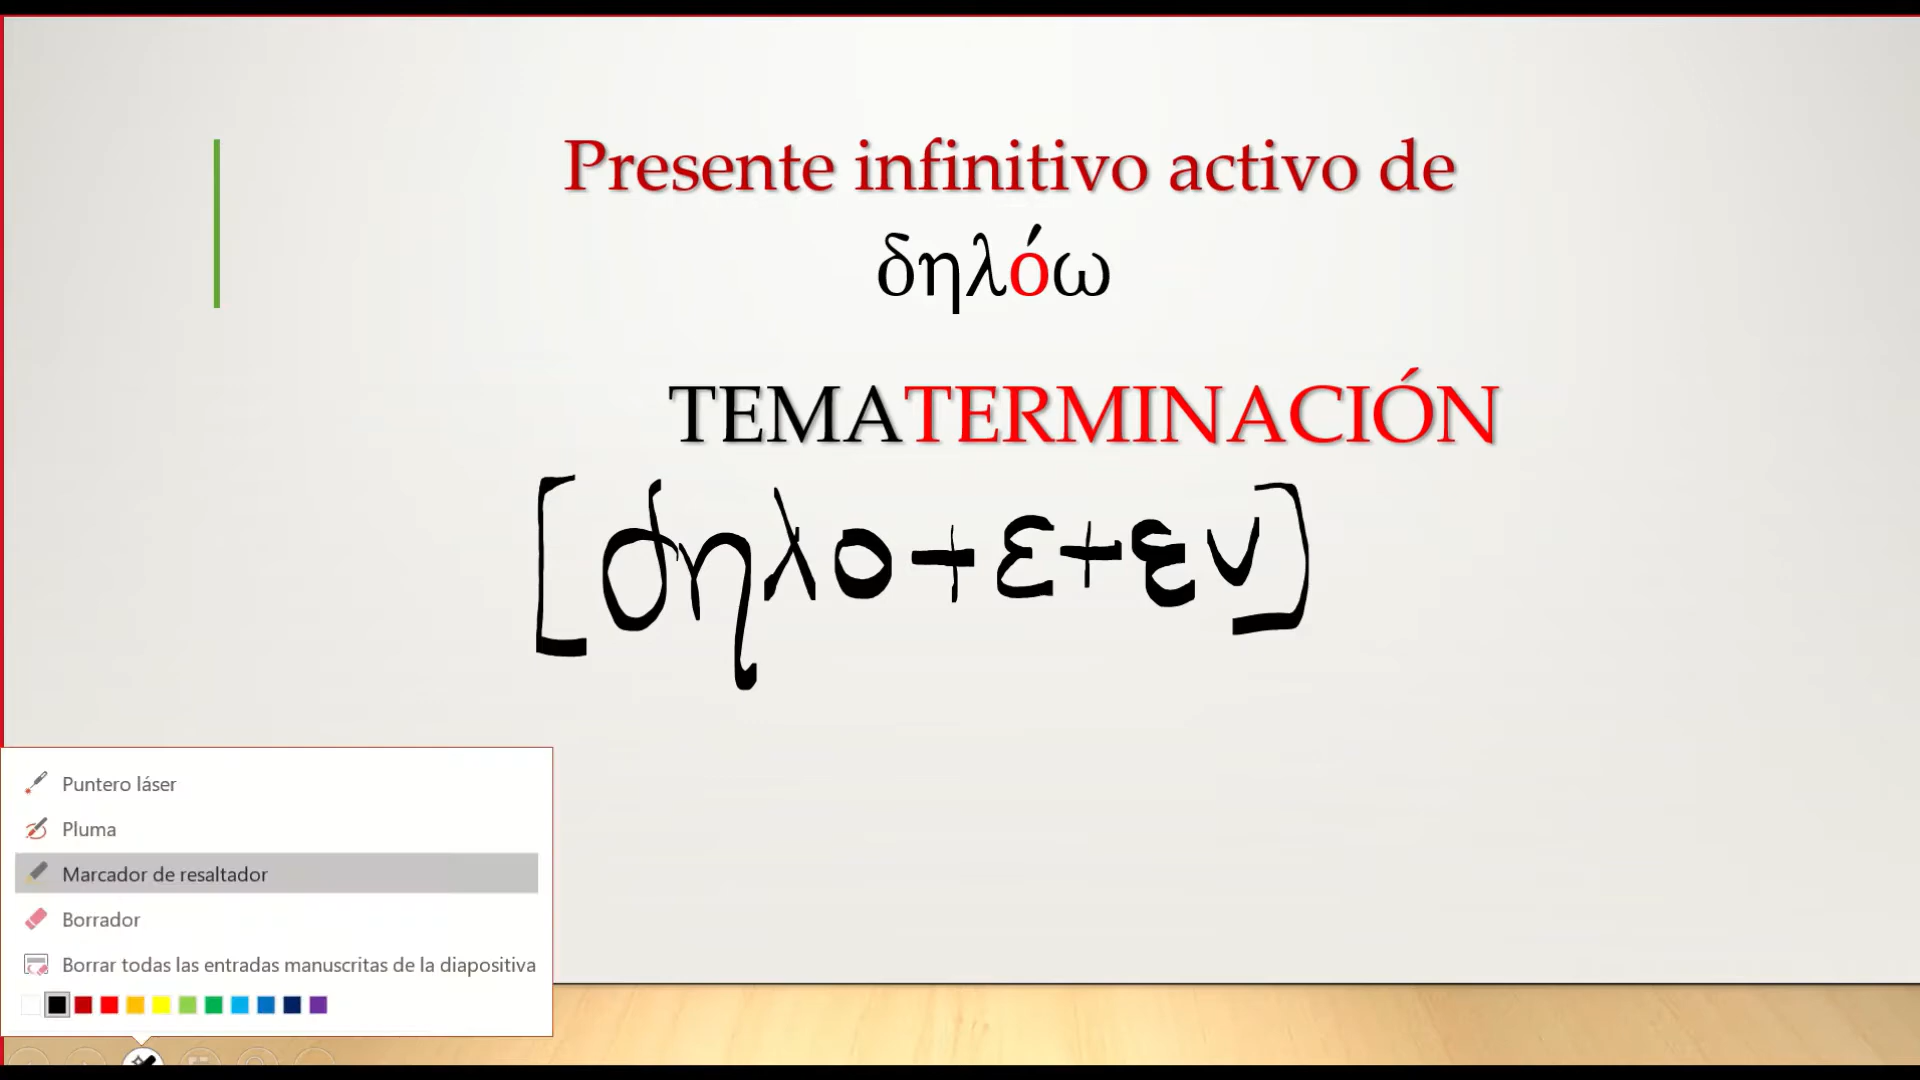 Presente infinitivo activo de
δηλόω
TEMATERMINACIÓN
[δηλο+ε+εν]
Puntero láser
Pluma
Marcador de resaltador
Borrador
Borrar todas las entradas manuscritas de la diapositiva